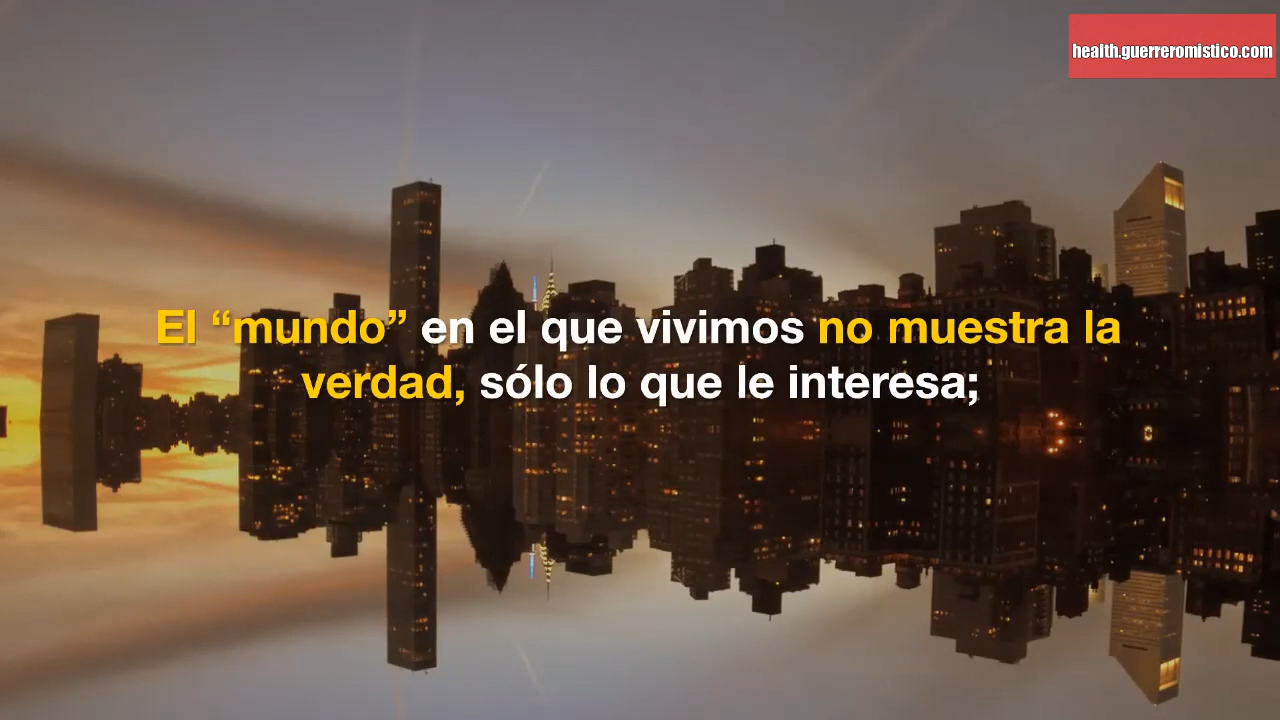 health.guerreromistico.com
El “mundo” en el que vivimos no muestra la
verdad, sólo lo que le interesa;